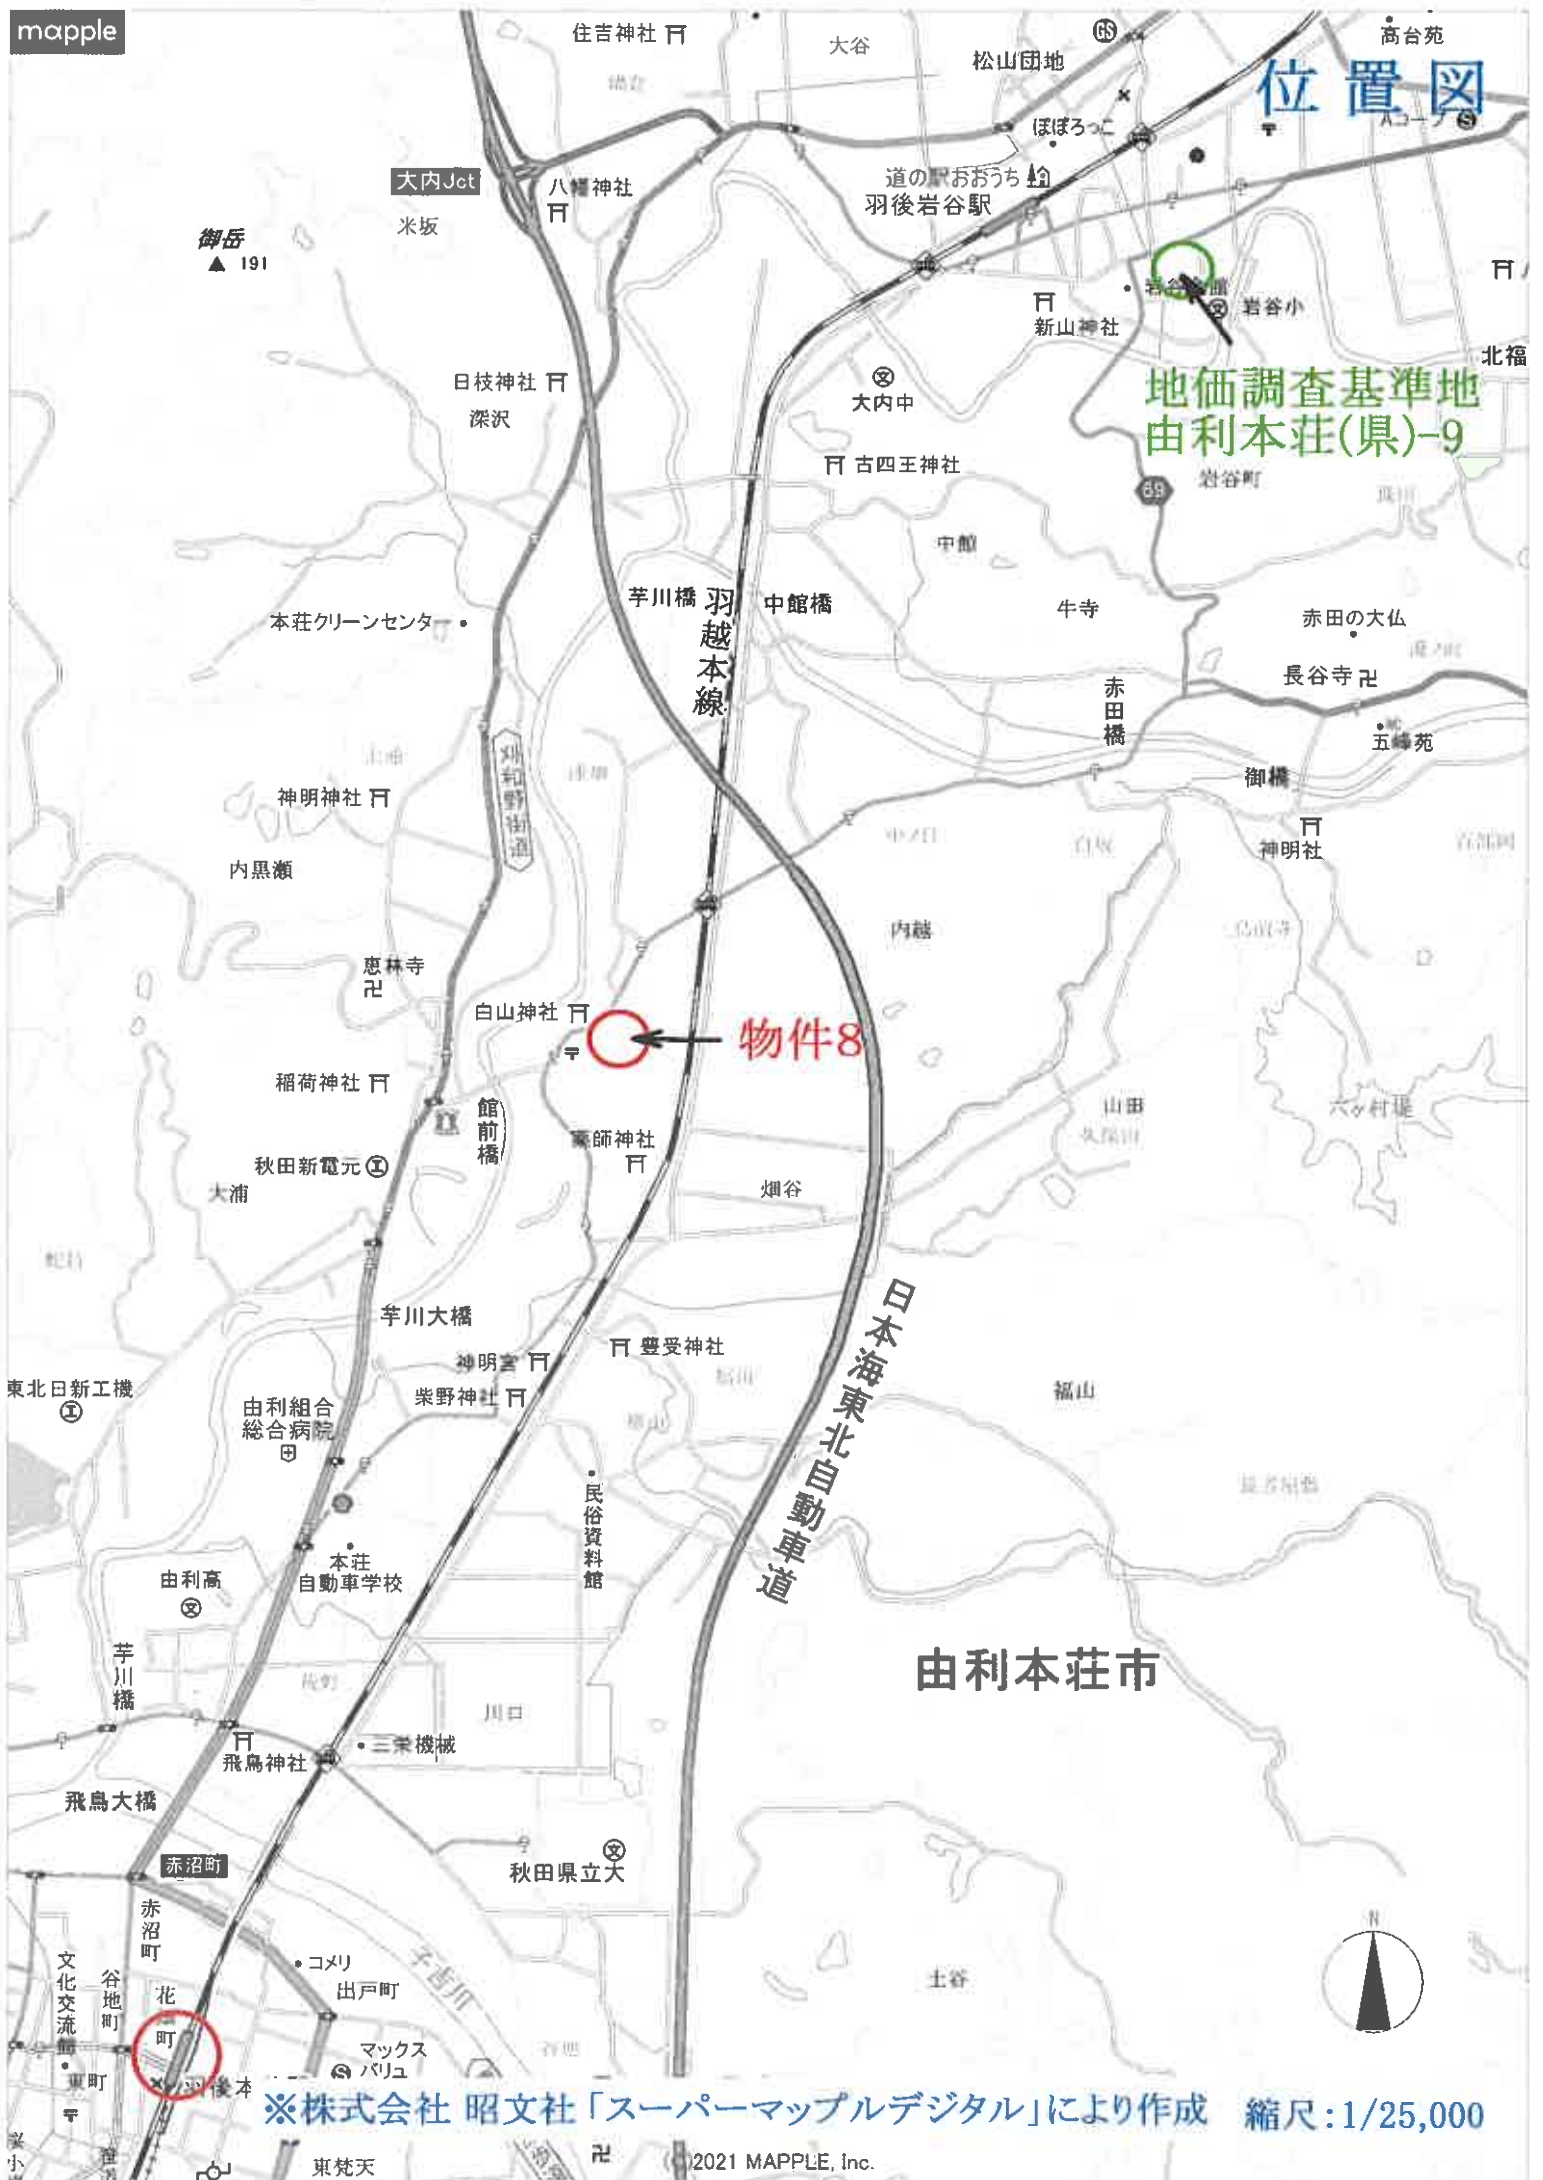 mapple
位置図
住吉神社
大谷
松山団地
高台苑
GS
ぽぽろっこ
Aコープ
大内Jct
八幡神社
米坂
道の駅おおうち
羽後岩谷駅
御岳
191
岩谷小
新山神社
北福
日枝神社
深沢
大内中
地価調査基準地
由利本荘(県)-9
古四王神社
69
岩谷町
中館
芋川橋
羽越本線
中館橋
牛寺
赤田の大仏
本荘クリーンセンター
長谷寺
赤田橋
五峰苑
神明神社
御橋
神明社
内黒瀬
内越
恵林寺
白山神社
物件8
稲荷神社
館前橋
山田
薬師神社
秋田新電元
大浦
畑谷
日本海東北自動車道
芋川大橋
神明宮
豊受神社
柴野神社
福山
東北日新工機
由利組合
総合病院
民俗資料館
本荘
自動車学校
由利高
芋川橋
由利本荘市
川口
三栄機械
飛鳥神社
飛鳥大橋
赤沼町
秋田県立大
赤沼町
子吉川
コメリ
出戸町
土谷
N
文化交流館
谷地町
花
町
東町
マックス
バリュ
羽後本
※株式会社 昭文社「スーパーマップルデジタル」により作成 縮尺:1/25,000
東梵天
(C)2021 MAPPLE, Inc.